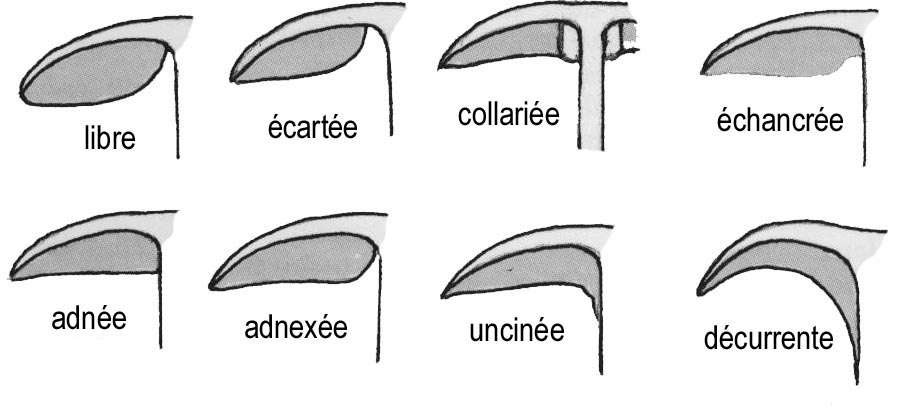 libre
écartée
collariée
échancrée
adnée
adnexée
uncinée
décurrente